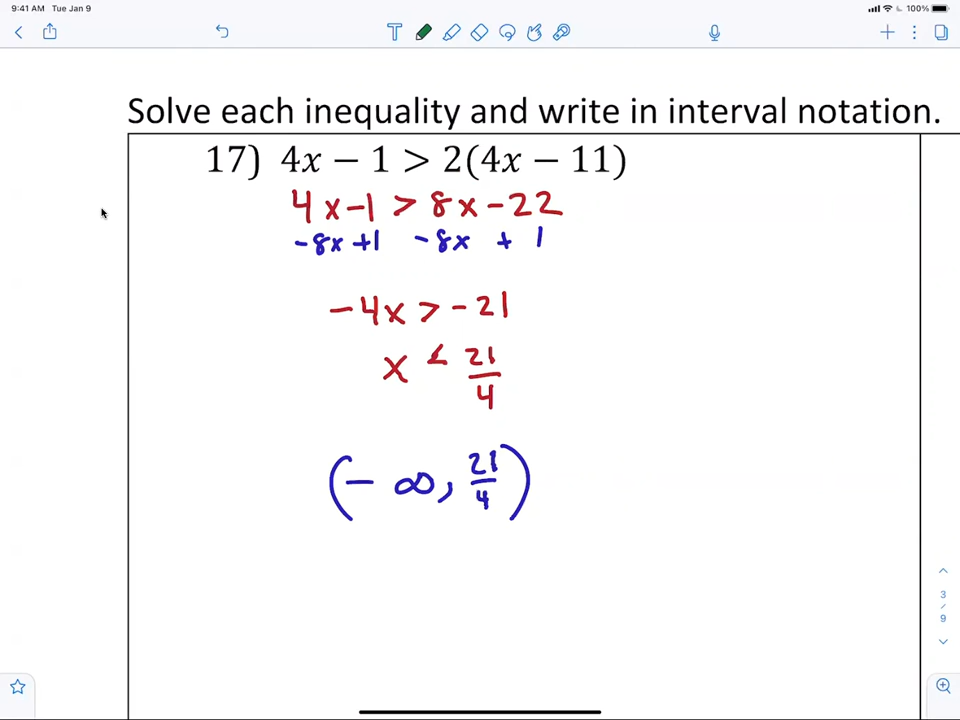 9:41 AM Tue Jan 9
100%
Solve each inequality and write in interval notation.
17) 4x − 1 > 2(4x − 11)
4x-1 > 8x-22
-8x +1 -8x + 1
-4x > -21
x < 21/4
(-∞, 21/4)
3
/
9